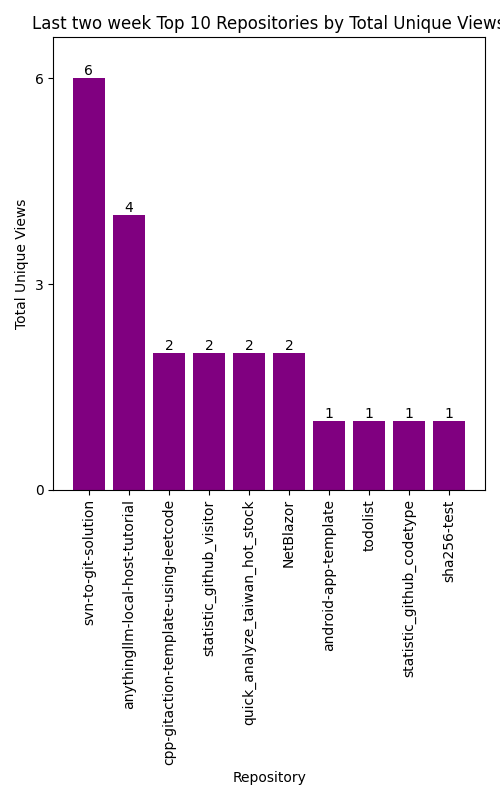 Last two week Top 10 Repositories by Total Unique Views
6
4
2
2
2
2
1
1
1
1
6
3
0
Total Unique Views
svn-to-git-solution
anythingllm-local-host-tutorial
cpp-gitaction-template-using-leetcode
statistic_github_visitor
quick_analyze_taiwan_hot_stock
NetBlazor
android-app-template
todolist
statistic_github_codetype
sha256-test
Repository